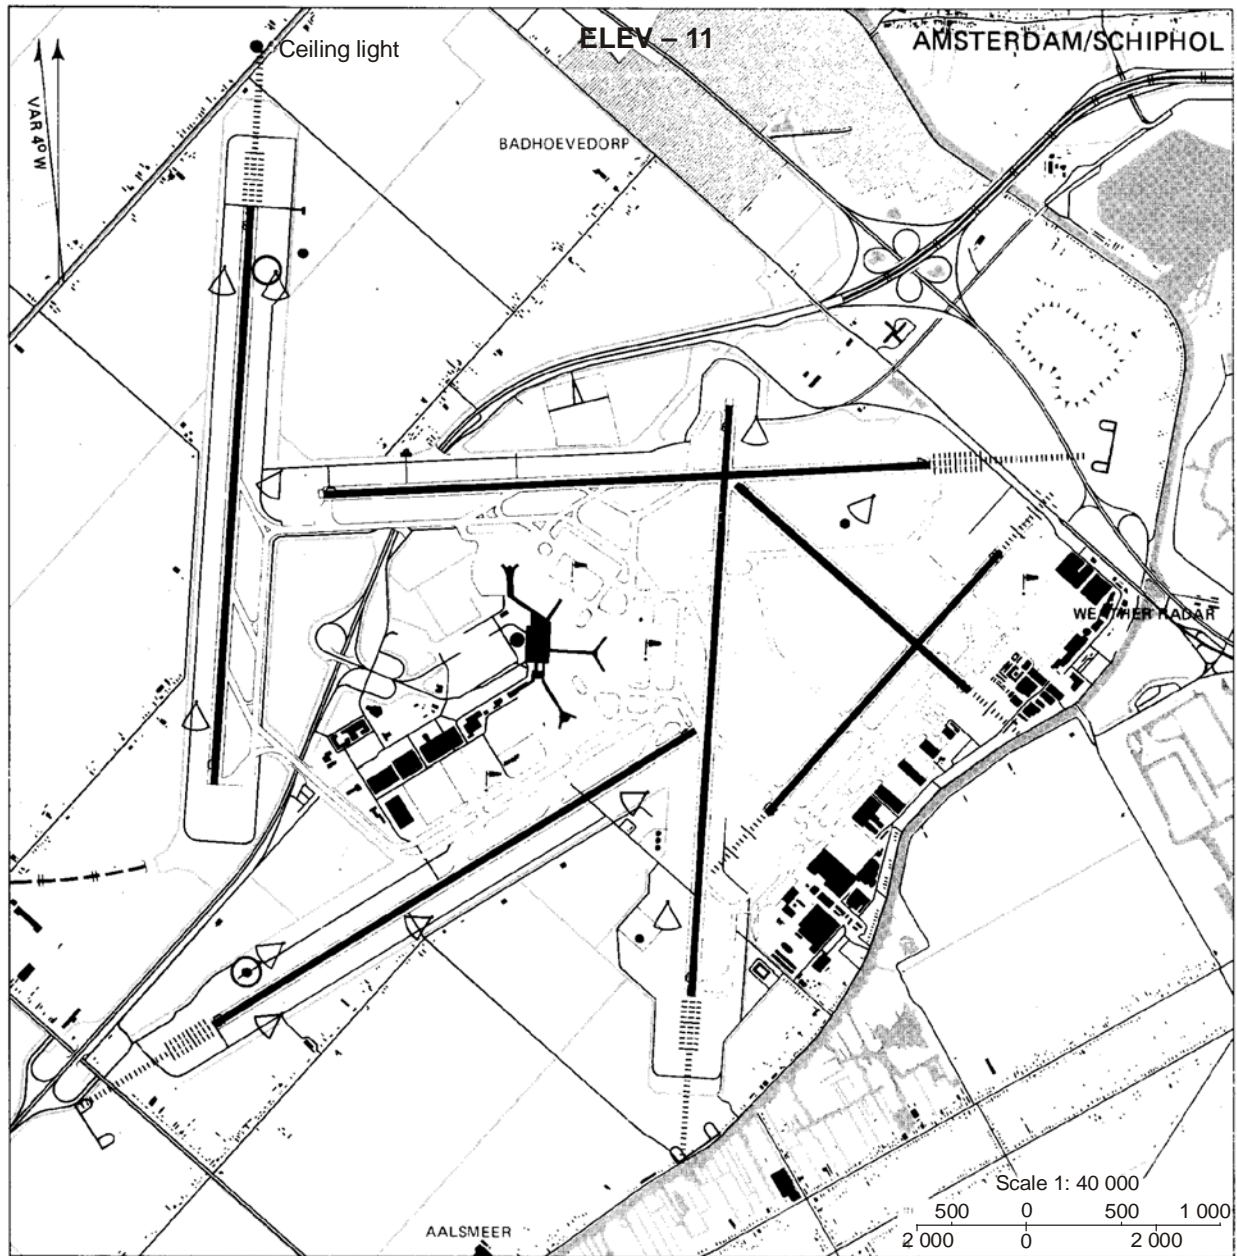 ELEV – 11
AMSTERDAM/SCHIPHOL
Ceiling light
VAR 4º W
BADHOEVEDORP
WEATHER RADAR
Scale 1: 40 000
500 0 500 1 000
2 000 0 2 000
AALSMEER